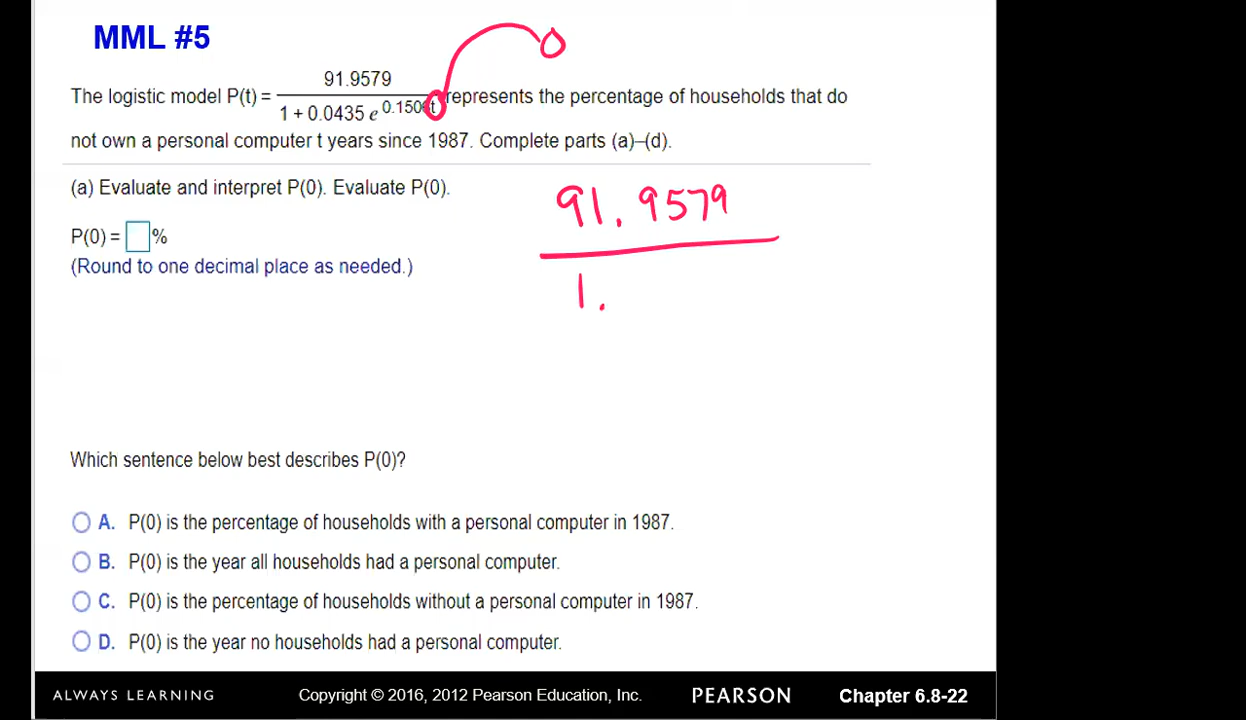 MML #5
The logistic model P(t) = 91.9579 / 1 + 0.0435 e 0.150 t represents the percentage of households that do
not own a personal computer t years since 1987. Complete parts (a)–(d).
(a) Evaluate and interpret P(0). Evaluate P(0).
P(0) = %
(Round to one decimal place as needed.)
0
0
91.9579
1.
Which sentence below best describes P(0)?
A. P(0) is the percentage of households with a personal computer in 1987.
B. P(0) is the year all households had a personal computer.
C. P(0) is the percentage of households without a personal computer in 1987.
D. P(0) is the year no households had a personal computer.
ALWAYS LEARNING
Copyright © 2016, 2012 Pearson Education, Inc.
PEARSON
Chapter 6.8-22